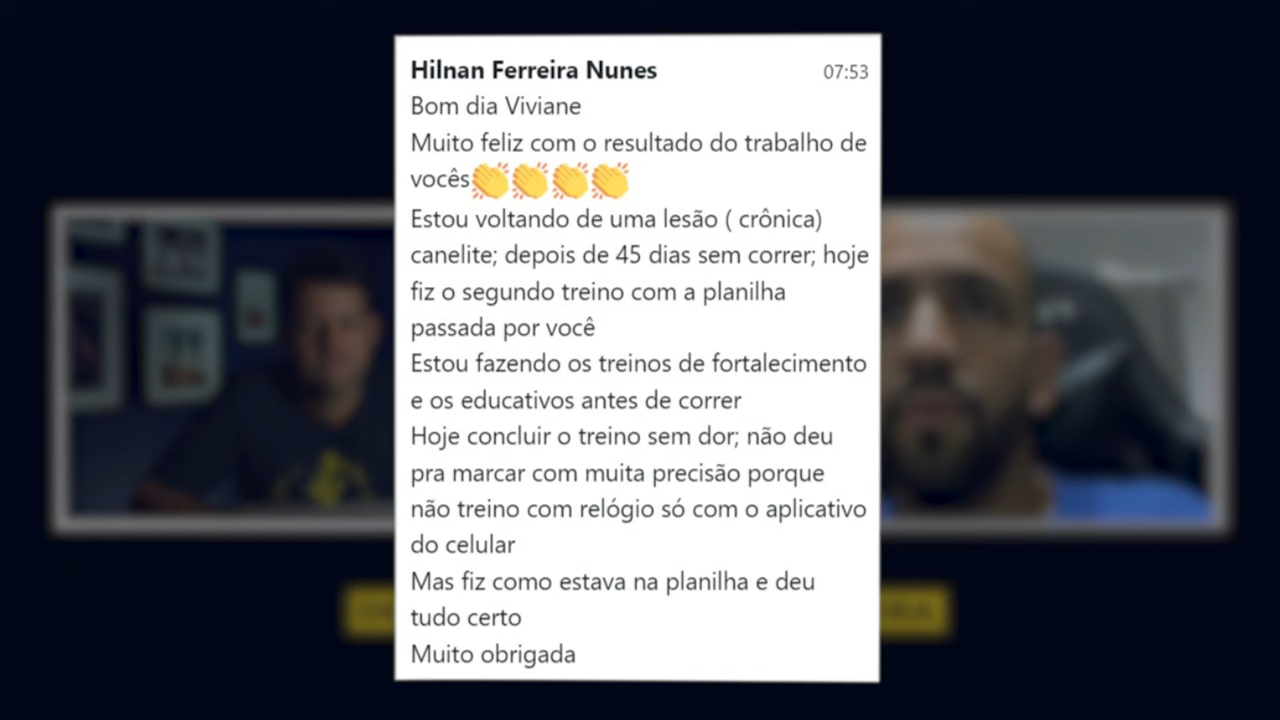 Hilnan Ferreira Nunes 07:53
Bom dia Viviane
Muito feliz com o resultado do trabalho de
vocês👏👏👏👏
Estou voltando de uma lesão ( crônica)
canelite; depois de 45 dias sem correr; hoje
fiz o segundo treino com a planilha
passada por você
Estou fazendo os treinos de fortalecimento
e os educativos antes de correr
Hoje concluir o treino sem dor; não deu
pra marcar com muita precisão porque
não treino com relógio só com o aplicativo
do celular
Mas fiz como estava na planilha e deu
tudo certo
Muito obrigada